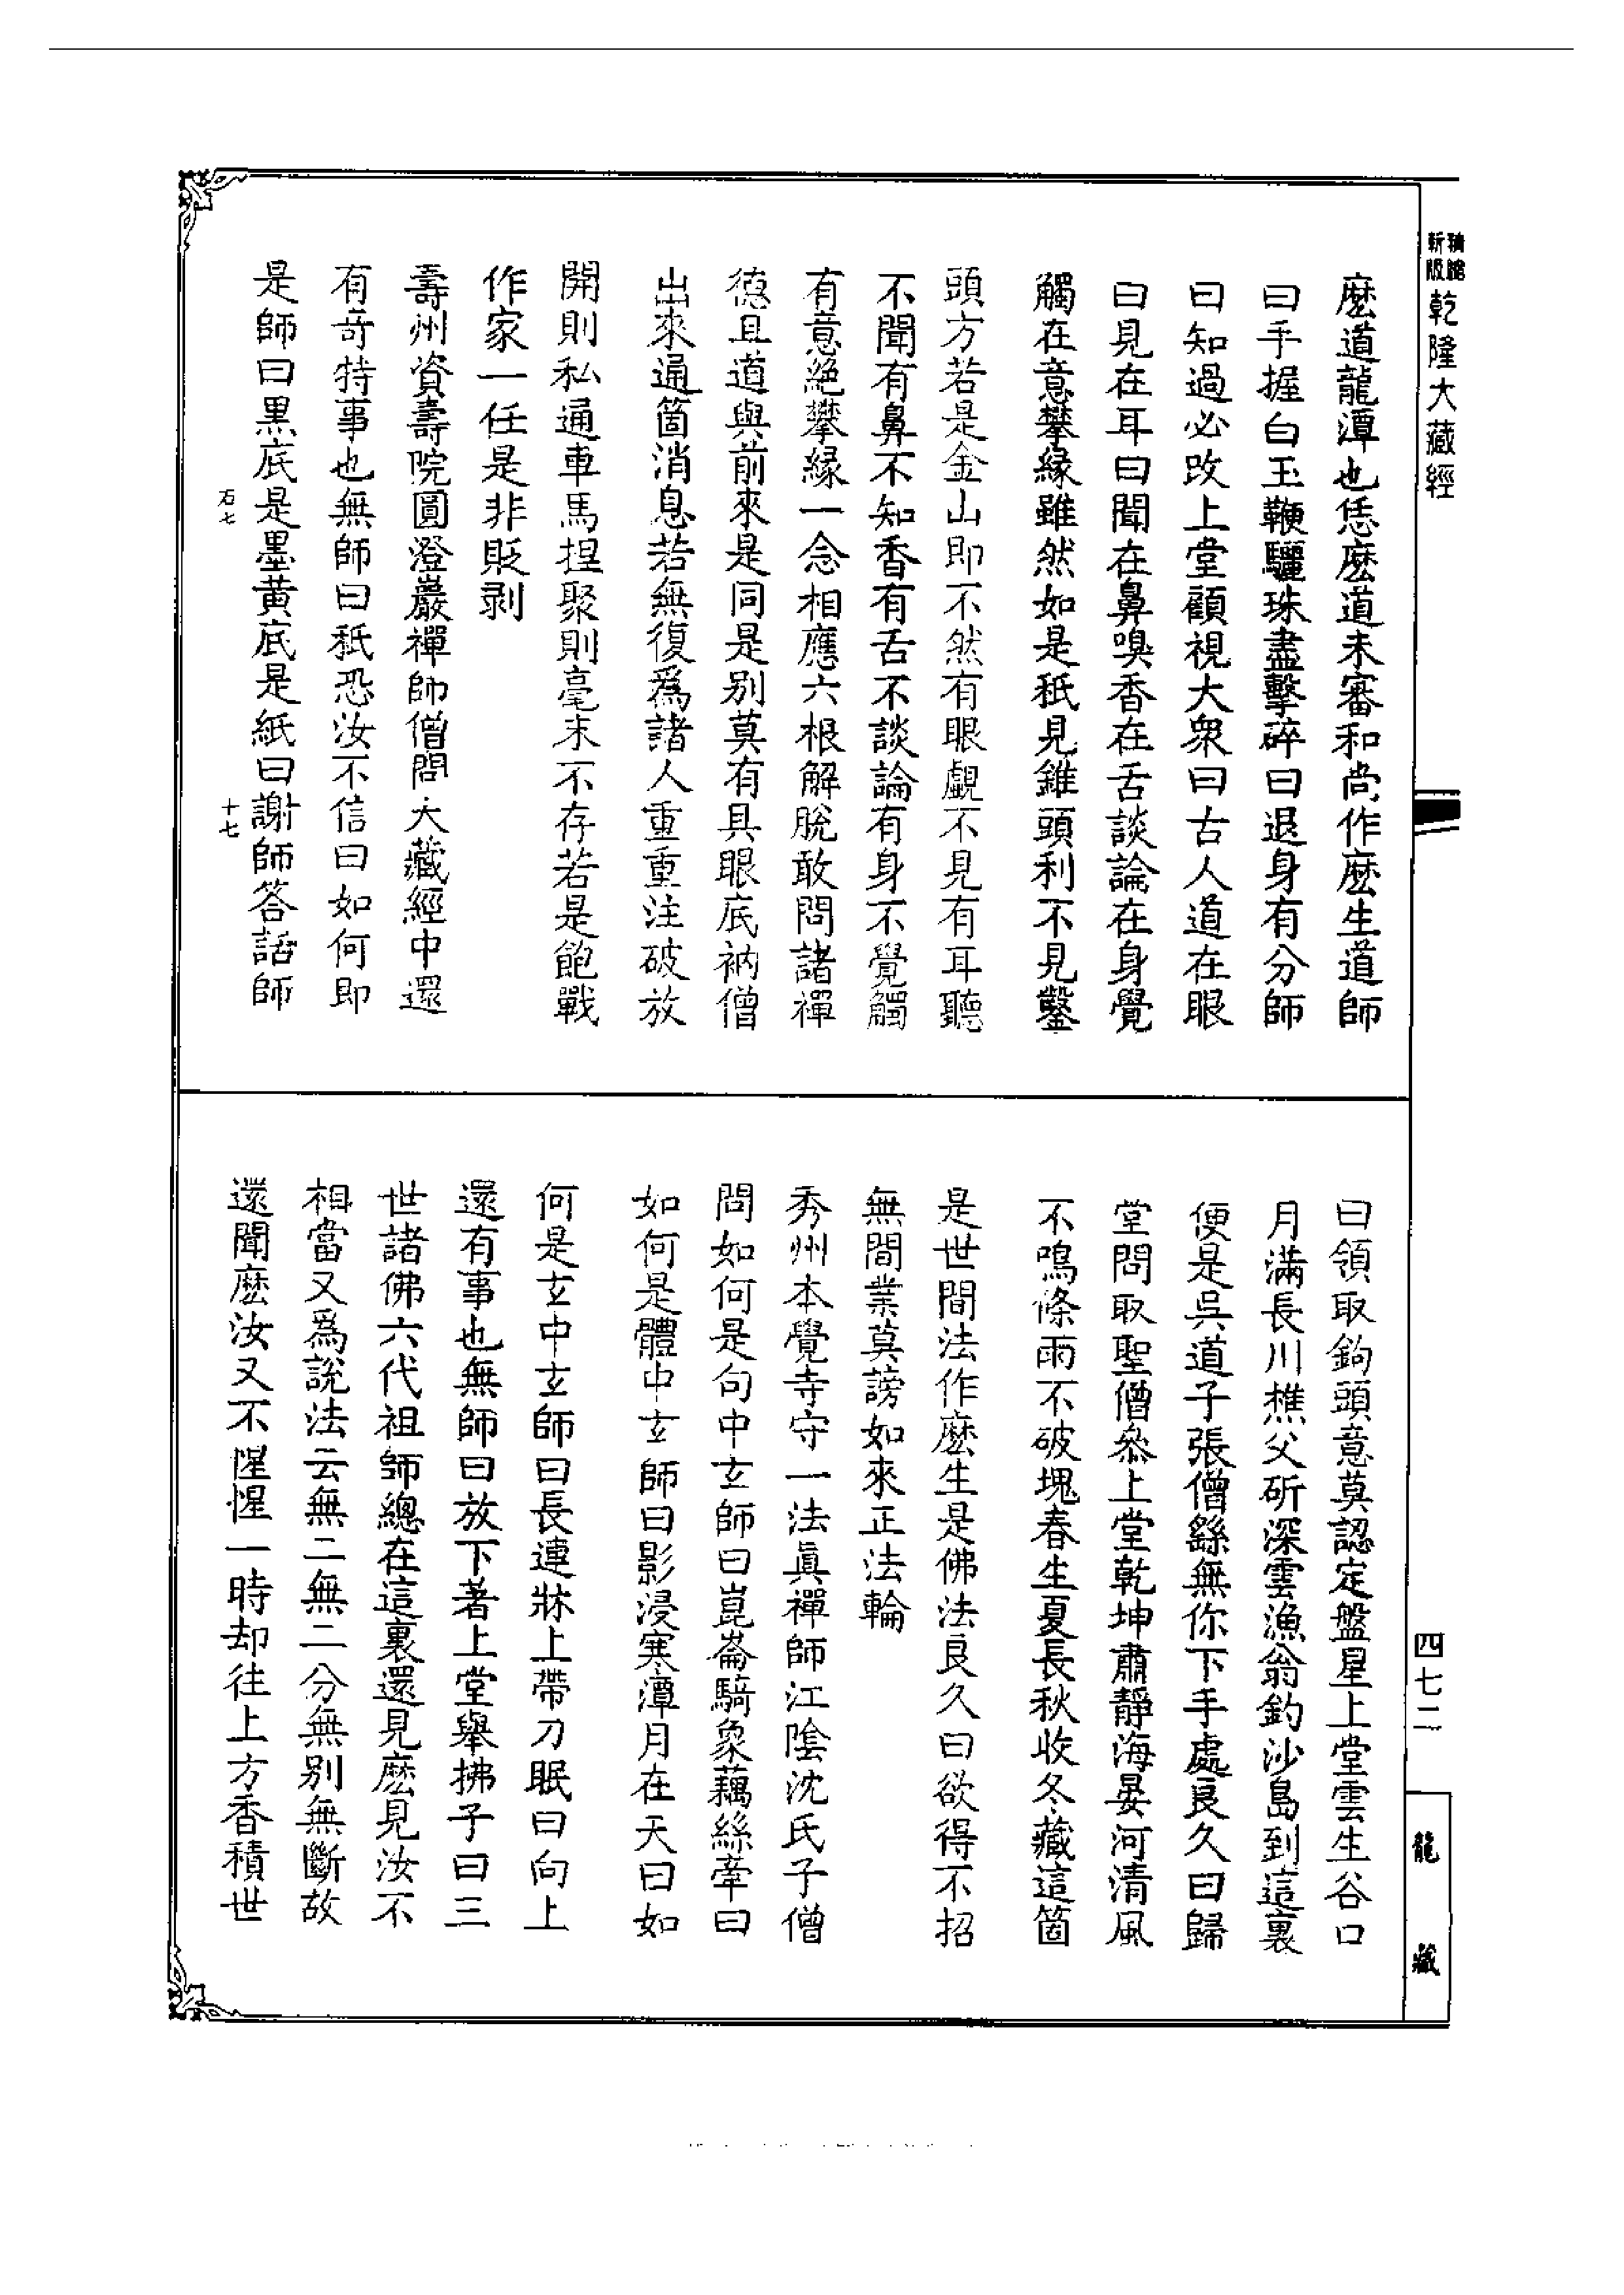 精縮
新版
乾隆大藏經
麽道龍潭也恁麽道未審和尚作麽生道師
曰手握白玉鞭驪珠盡擊碎曰退身有分師
曰知過必改上堂顧視大衆曰古人道在眼
曰見在耳曰聞在鼻嗅香在舌談論在身覺
觸在意攀緣雖然如是秖見錐頭利不見鑿
頭方若是金山即不然有眼覷不見有耳聽
不聞有鼻不知香有舌不談論有身不覺觸
有意絕攀緣一念相應六根解脫敢問諸禪
德且道與前來是同是别莫有具眼底衲僧
出來通箇消息若無復爲諸人重重注破放
開則私通車馬捏聚則毫末不存若是飽戰
作家一任是非貶剥
壽州資壽院圓澄巖禪師僧問大藏經中還
有奇特事也無師曰秖恐汝不信曰如何即
是師曰黑底是墨黄底是紙曰謝師答話師
石七
十七
曰領取鉤頭意莫認定盤星上堂雲生谷口
月滿長川樵父斫深雲漁翁釣沙島到這裏
便是吳道子張僧繇無你下手處良久曰歸
堂問取聖僧叅上堂乾坤肅靜海晏河清風
不鳴條雨不破塊春生夏長秋收冬藏這箇
是世間法作麽生是佛法良久曰欲得不招
無間業莫謗如來正法輪
秀州本覺寺守一法眞禪師江陰沈氏子僧
問如何是句中玄師曰崑崙騎象藕絲牽曰
如何是體中玄師曰影浸寒潭月在天曰如
何是玄中玄師曰長連牀上帶刀眠曰向上
還有事也無師曰放下著上堂舉拂子曰三
世諸佛六代祖師總在這裏還見麽見汝不
相當又爲説法云無二無二分無别無斷故
還聞麽汝又不惺惺一時却往上方香積世
四七二
龍
藏